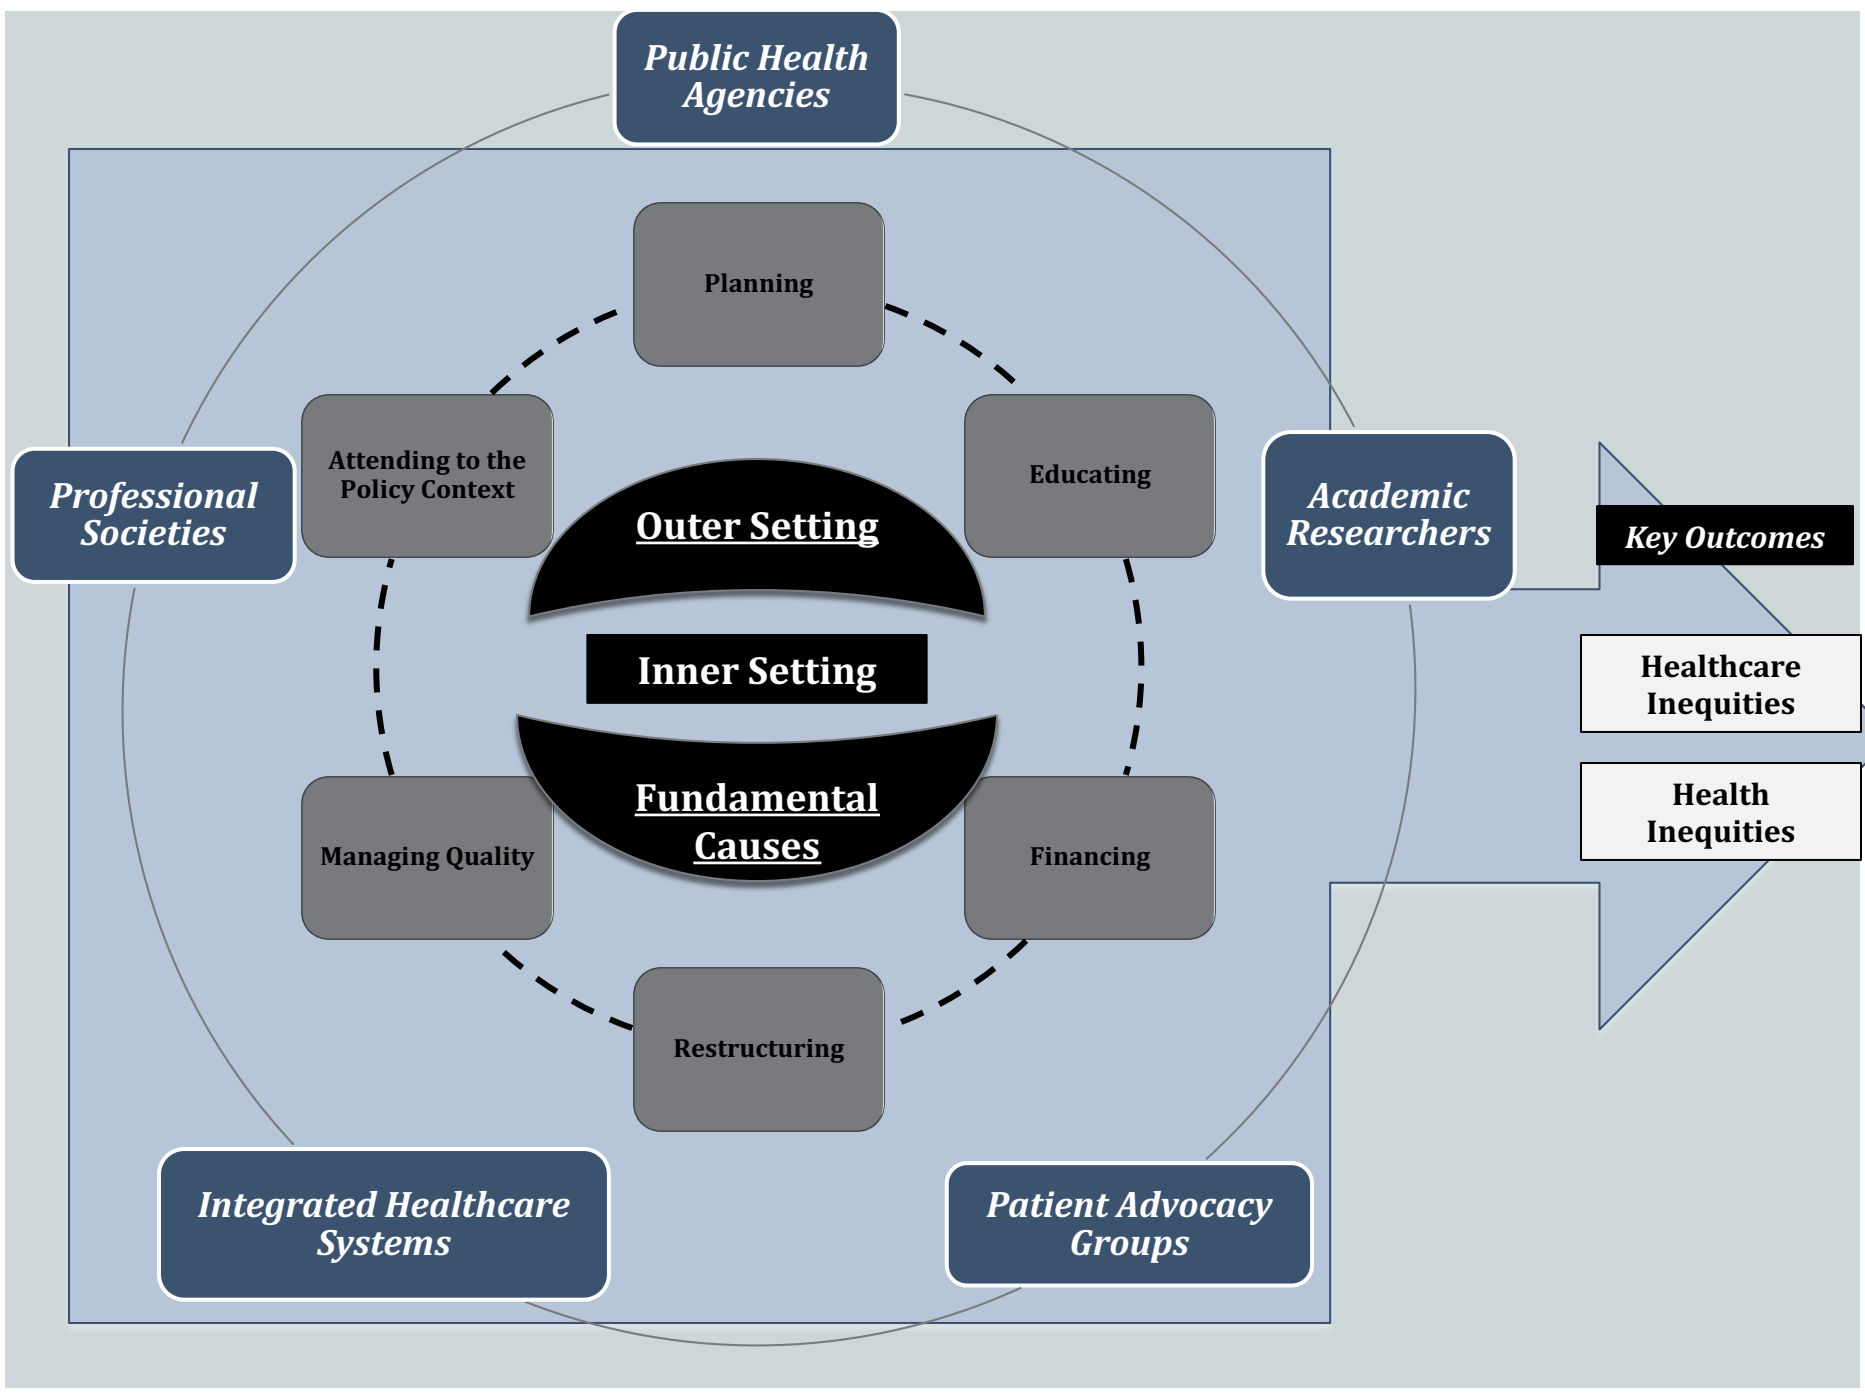 Public Health
Agencies
Planning
Attending to the
Policy Context
Educating
Professional
Societies
Outer Setting
Academic
Researchers
Key Outcomes
Inner Setting
Healthcare
Inequities
Fundamental
Causes
Health
Inequities
Managing Quality
Financing
Restructuring
Integrated Healthcare
Systems
Patient Advocacy
Groups